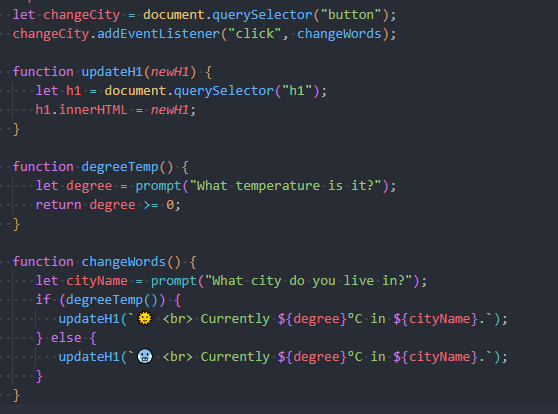 let changeCity = document.querySelector("button");
changeCity.addEventListener("click", changeWords);
function updateH1(newH1) {
let h1 = document.querySelector("h1");
h1.innerHTML = newH1;
}
function degreeTemp() {
let degree = prompt("What temperature is it?");
return degree >= 0;
}
function changeWords() {
let cityName = prompt("What city do you live in?");
if (degreeTemp()) {
updateH1(`🌞 <br> Currently ${degree}°C in ${cityName}.`);
} else {
updateH1(`🥶 <br> Currently ${degree}°C in ${cityName}.`);
}
}